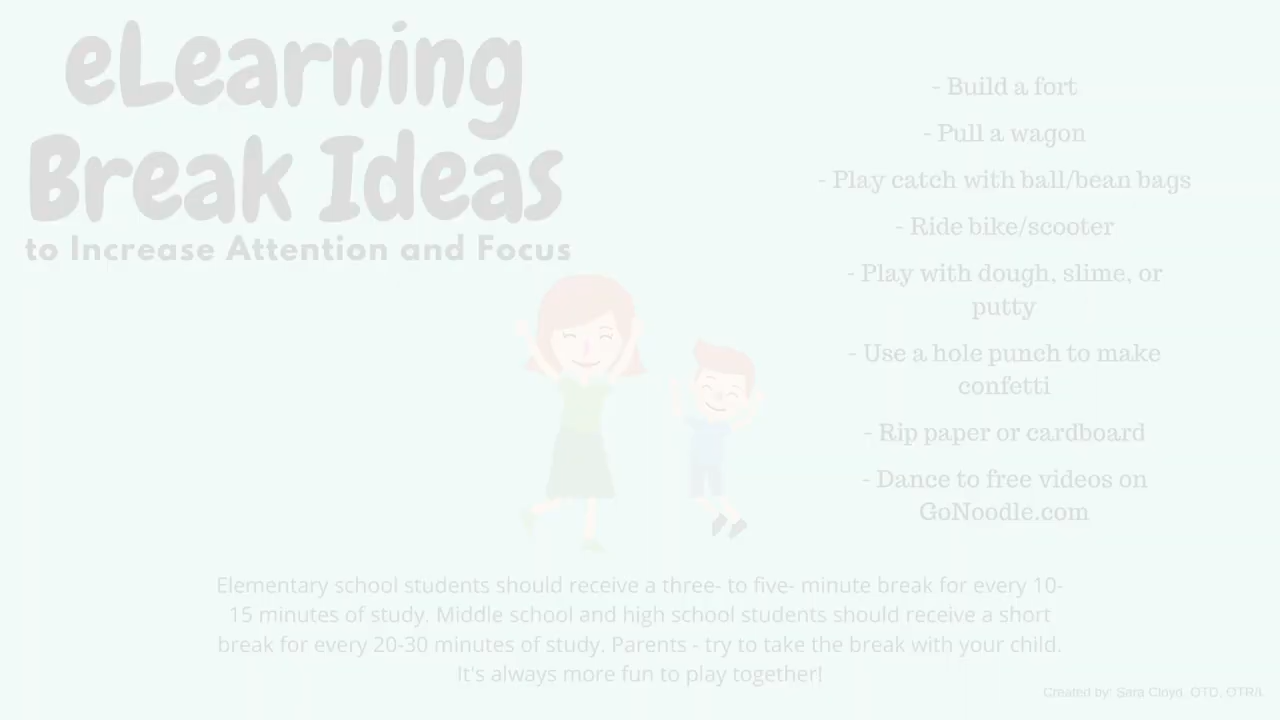 eLearning
Break Ideas
to Increase Attention and Focus
- Build a fort
- Pull a wagon
- Play catch with ball/bean bags
- Ride bike/scooter
- Play with dough, slime, or
putty
- Use a hole punch to make
confetti
- Rip paper or cardboard
- Dance to free videos on
GoNoodle.com
Elementary school students should receive a three- to five- minute break for every 10-
15 minutes of study. Middle school and high school students should receive a short
break for every 20-30 minutes of study. Parents - try to take the break with your child.
It's always more fun to play together!
Created by: Sara Cloyd, OTD, OTR/L